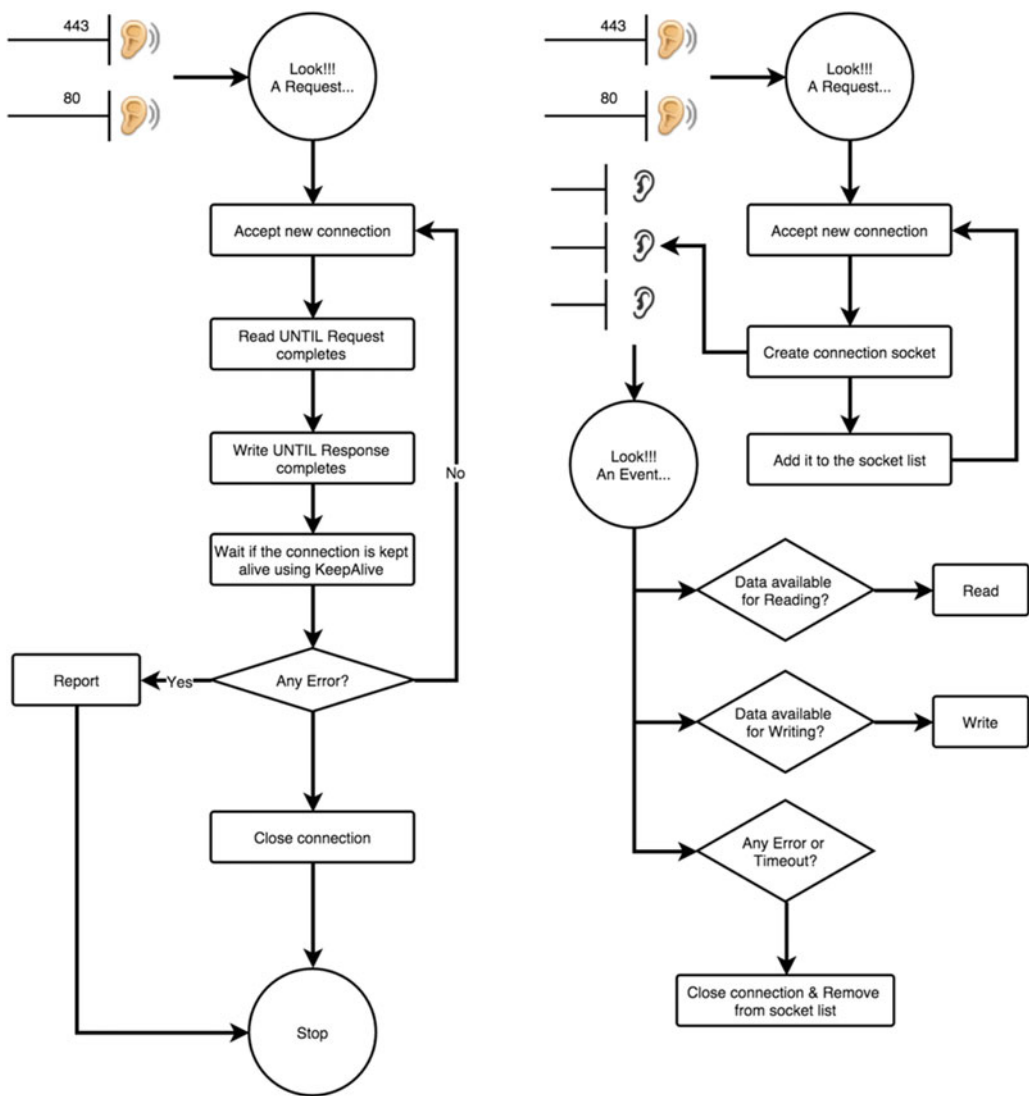 443
80
Look!!!
A Request...
Accept new connection
Read UNTIL Request
completes
Write UNTIL Response
completes
No
Wait if the connection is kept
alive using KeepAlive
Report
Yes
Any Error?
Close connection
Stop
443
80
Look!!!
A Request...
Accept new connection
Create connection socket
Add it to the socket list
Look!!!
An Event...
Data available
for Reading?
Read
Data available
for Writing?
Write
Any Error or
Timeout?
Close connection & Remove
from socket list